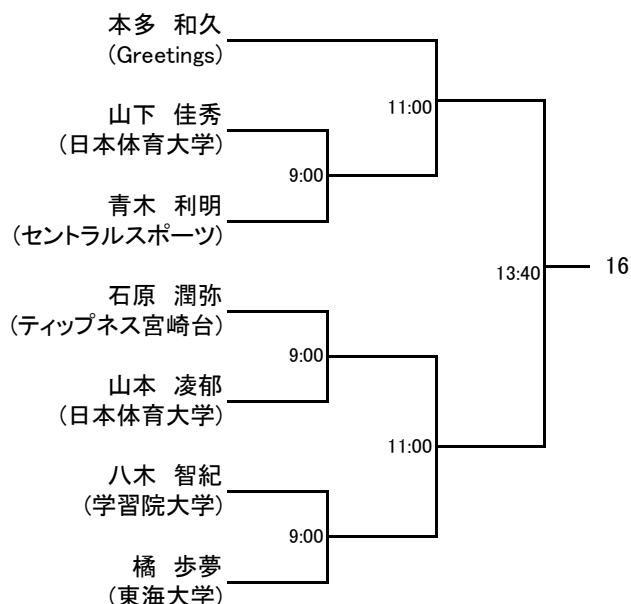 本多 和久
(Greetings)
11:00
山下 佳秀
(日本体育大学)
9:00
青木 利明
(セントラルスポーツ)
13:40
16
石原 潤弥
(ティップネス宮崎台)
9:00
山本 凌郁
(日本体育大学)
11:00
八木 智紀
(学習院大学)
9:00
橘 歩夢
(東海大学)